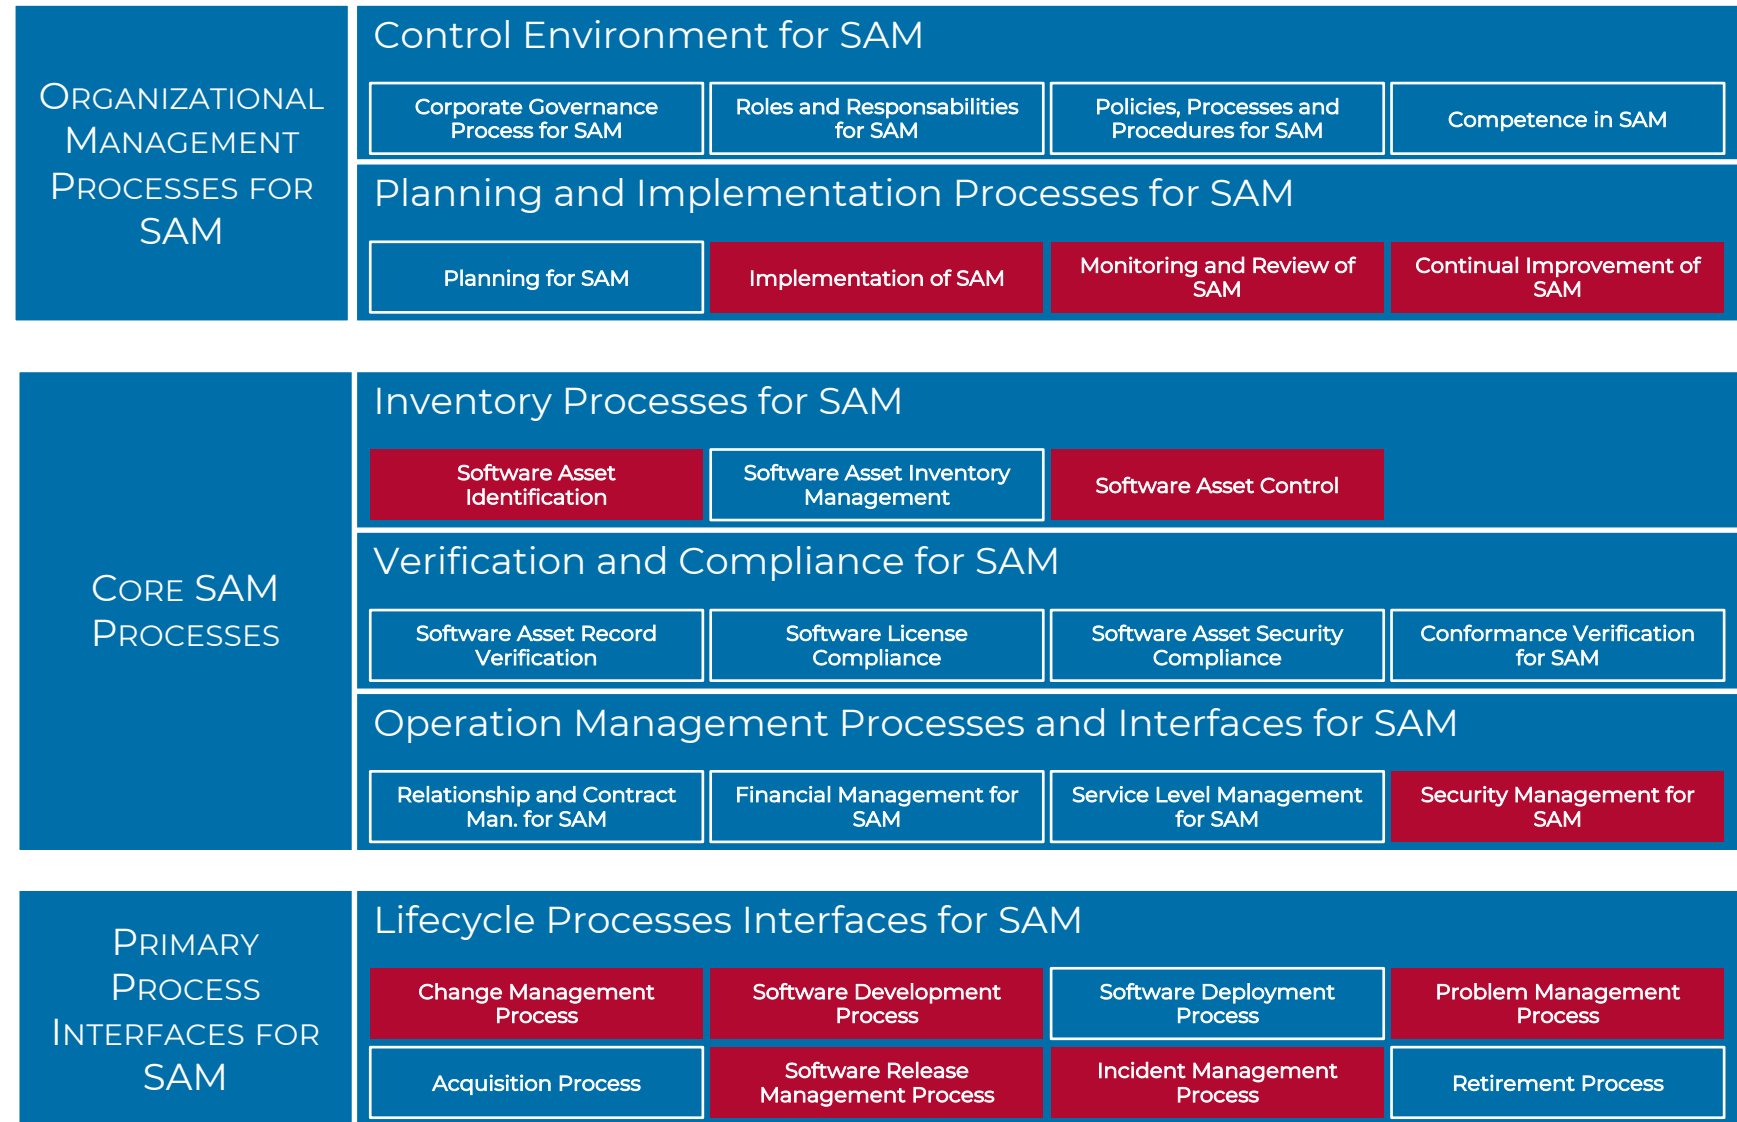 ORGANIZATIONAL
MANAGEMENT
PROCESSES FOR
SAM
Control Environment for SAM
Corporate Governance
Process for SAM
Roles and Responsabilities
for SAM
Policies, Processes and
Procedures for SAM
Competence in SAM
Planning and Implementation Processes for SAM
Planning for SAM
Implementation of SAM
Monitoring and Review of
SAM
Continual Improvement of
SAM
CORE SAM
PROCESSES
Inventory Processes for SAM
Software Asset
Identification
Software Asset Inventory
Management
Software Asset Control
Verification and Compliance for SAM
Software Asset Record
Verification
Software License
Compliance
Software Asset Security
Compliance
Conformance Verification
for SAM
Operation Management Processes and Interfaces for SAM
Relationship and Contract
Man. for SAM
Financial Management for
SAM
Service Level Management
for SAM
Security Management for
SAM
PRIMARY
PROCESS
INTERFACES FOR
SAM
Lifecycle Processes Interfaces for SAM
Change Management
Process
Software Development
Process
Software Deployment
Process
Problem Management
Process
Acquisition Process
Software Release
Management Process
Incident Management
Process
Retirement Process